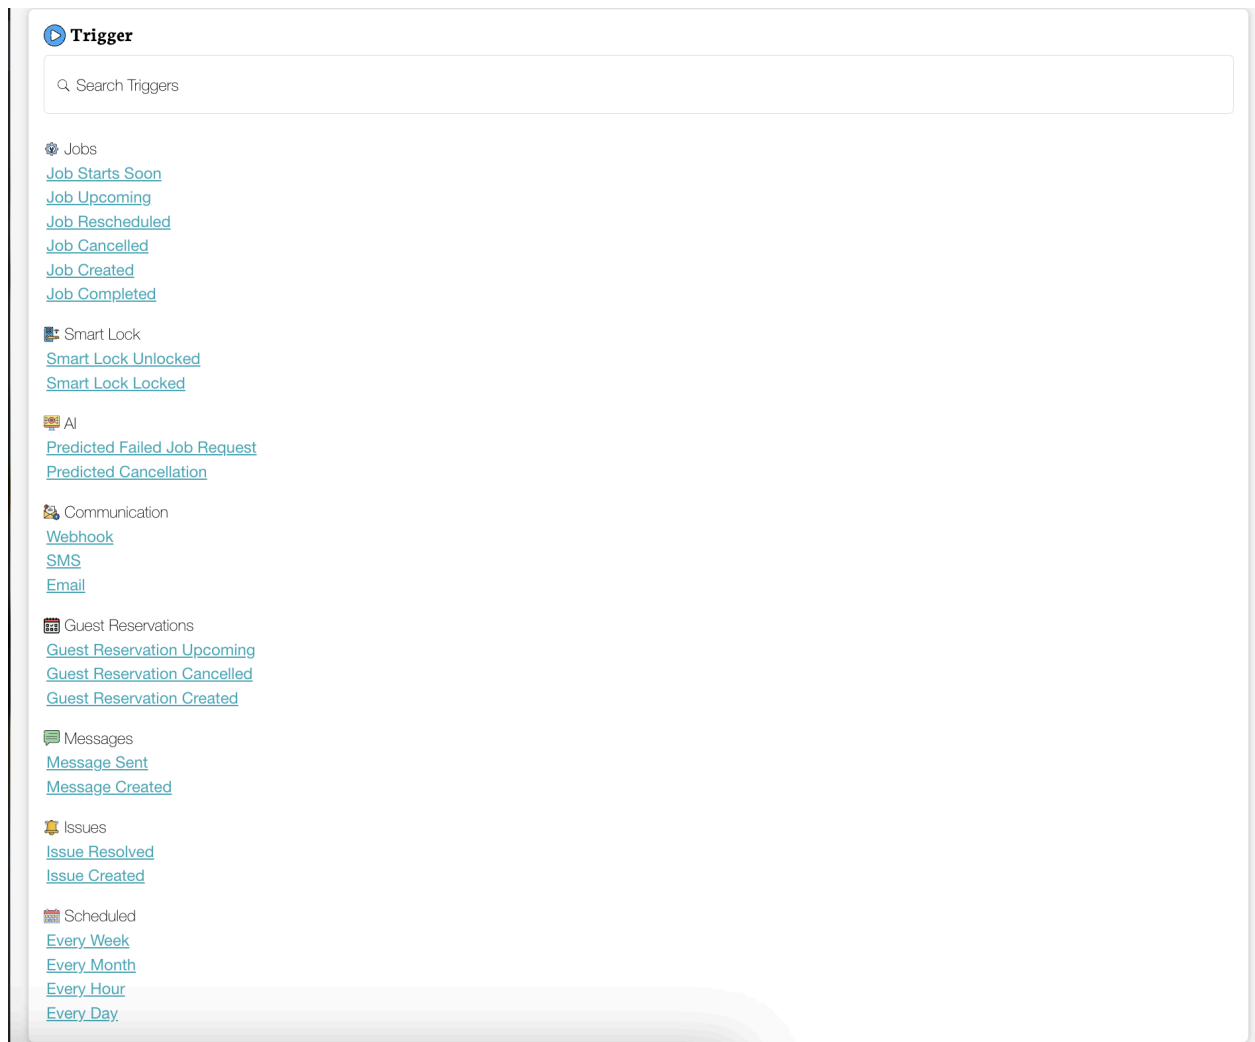 Trigger
Search Triggers
Jobs
Job Starts Soon
Job Upcoming
Job Rescheduled
Job Cancelled
Job Created
Job Completed
Smart Lock
Smart Lock Unlocked
Smart Lock Locked
AI
Predicted Failed Job Request
Predicted Cancellation
Communication
Webhook
SMS
Email
Guest Reservations
Guest Reservation Upcoming
Guest Reservation Cancelled
Guest Reservation Created
Messages
Message Sent
Message Created
Issues
Issue Resolved
Issue Created
Scheduled
Every Week
Every Month
Every Hour
Every Day